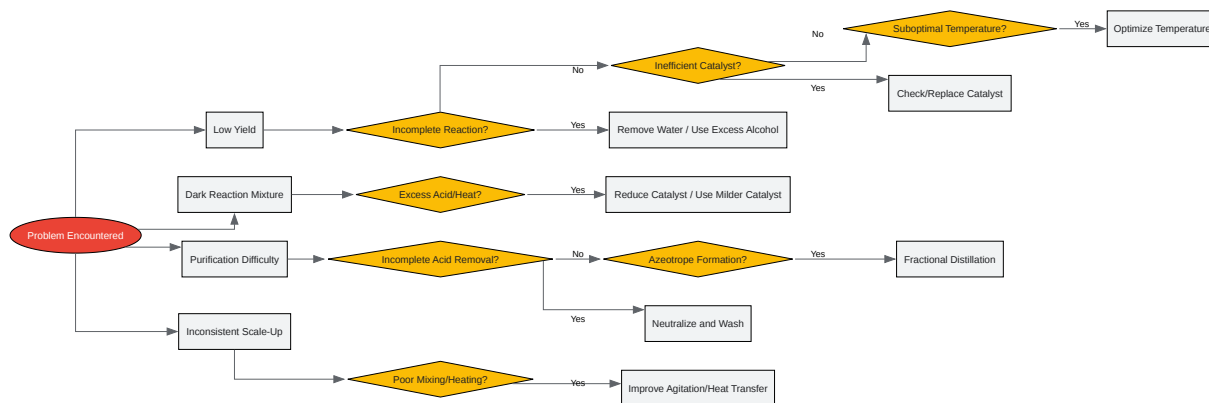 Suboptimal Temperature?
Yes
Optimize Temperature
No
Inefficient Catalyst?
No
Yes
Check/Replace Catalyst
Low Yield
Incomplete Reaction?
Yes
Remove Water / Use Excess Alcohol
Dark Reaction Mixture
Excess Acid/Heat?
Yes
Reduce Catalyst / Use Milder Catalyst
Problem Encountered
Purification Difficulty
Incomplete Acid Removal?
No
Azeotrope Formation?
Yes
Fractional Distillation
Yes
Neutralize and Wash
Inconsistent Scale-Up
Poor Mixing/Heating?
Yes
Improve Agitation/Heat Transfer